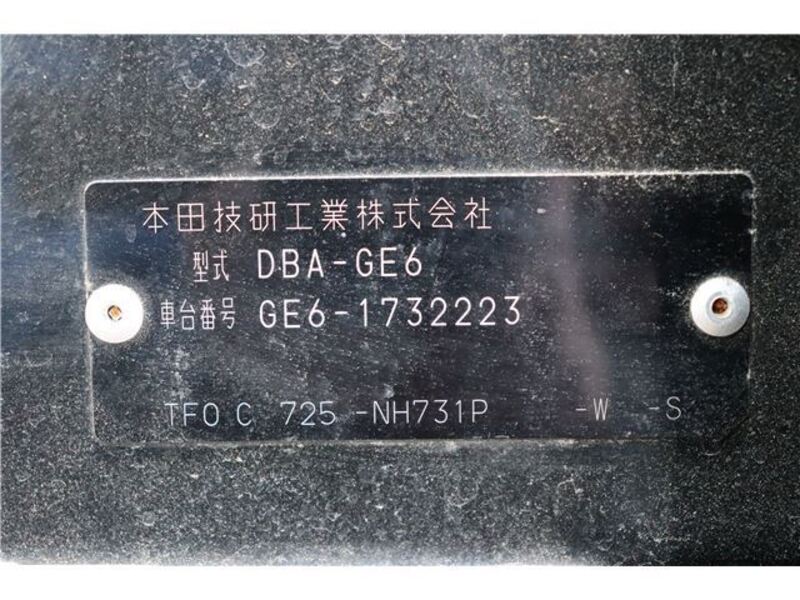 本田技研工業株式会社
型式 DBA-GE6
車台番号 GE6-1732223
TF0 C 725 -NH731P -W -S